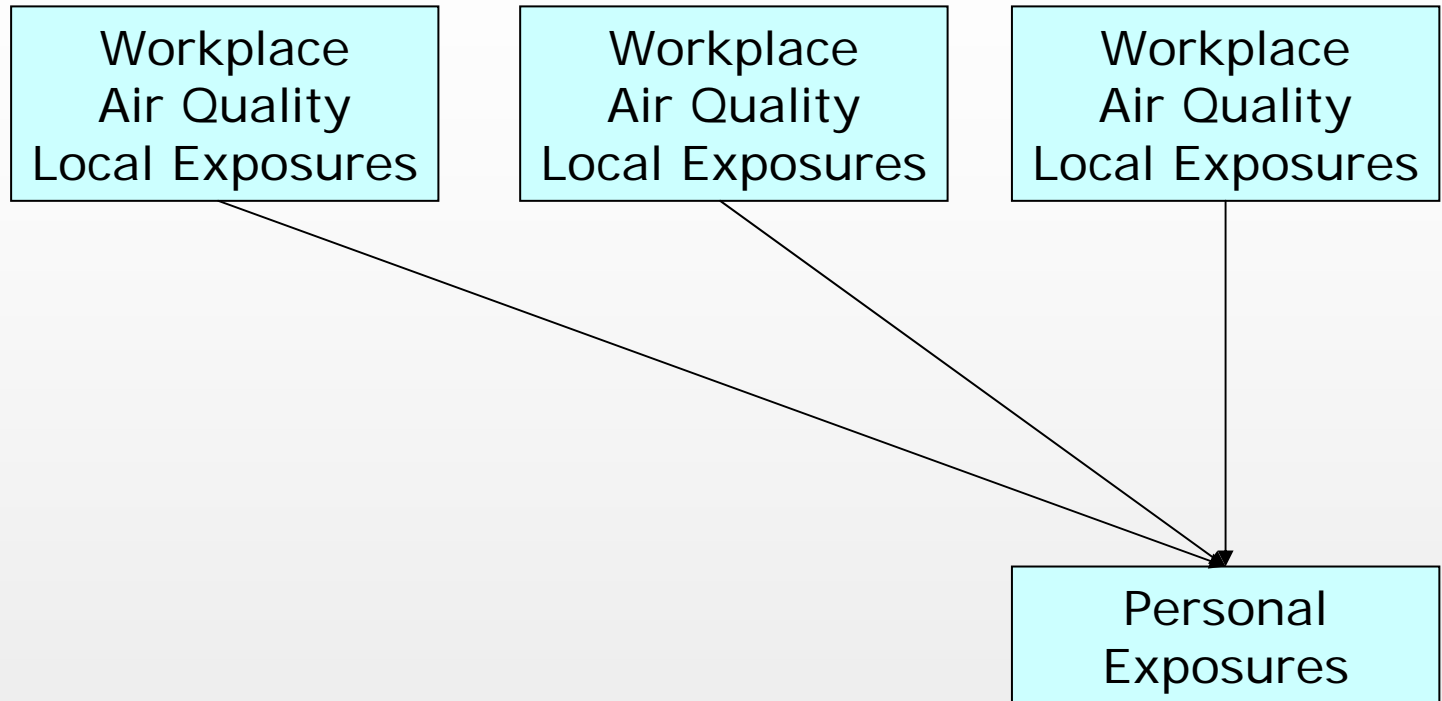 Workplace
Air Quality
Local Exposures
Workplace
Air Quality
Local Exposures
Workplace
Air Quality
Local Exposures
Personal
Exposures